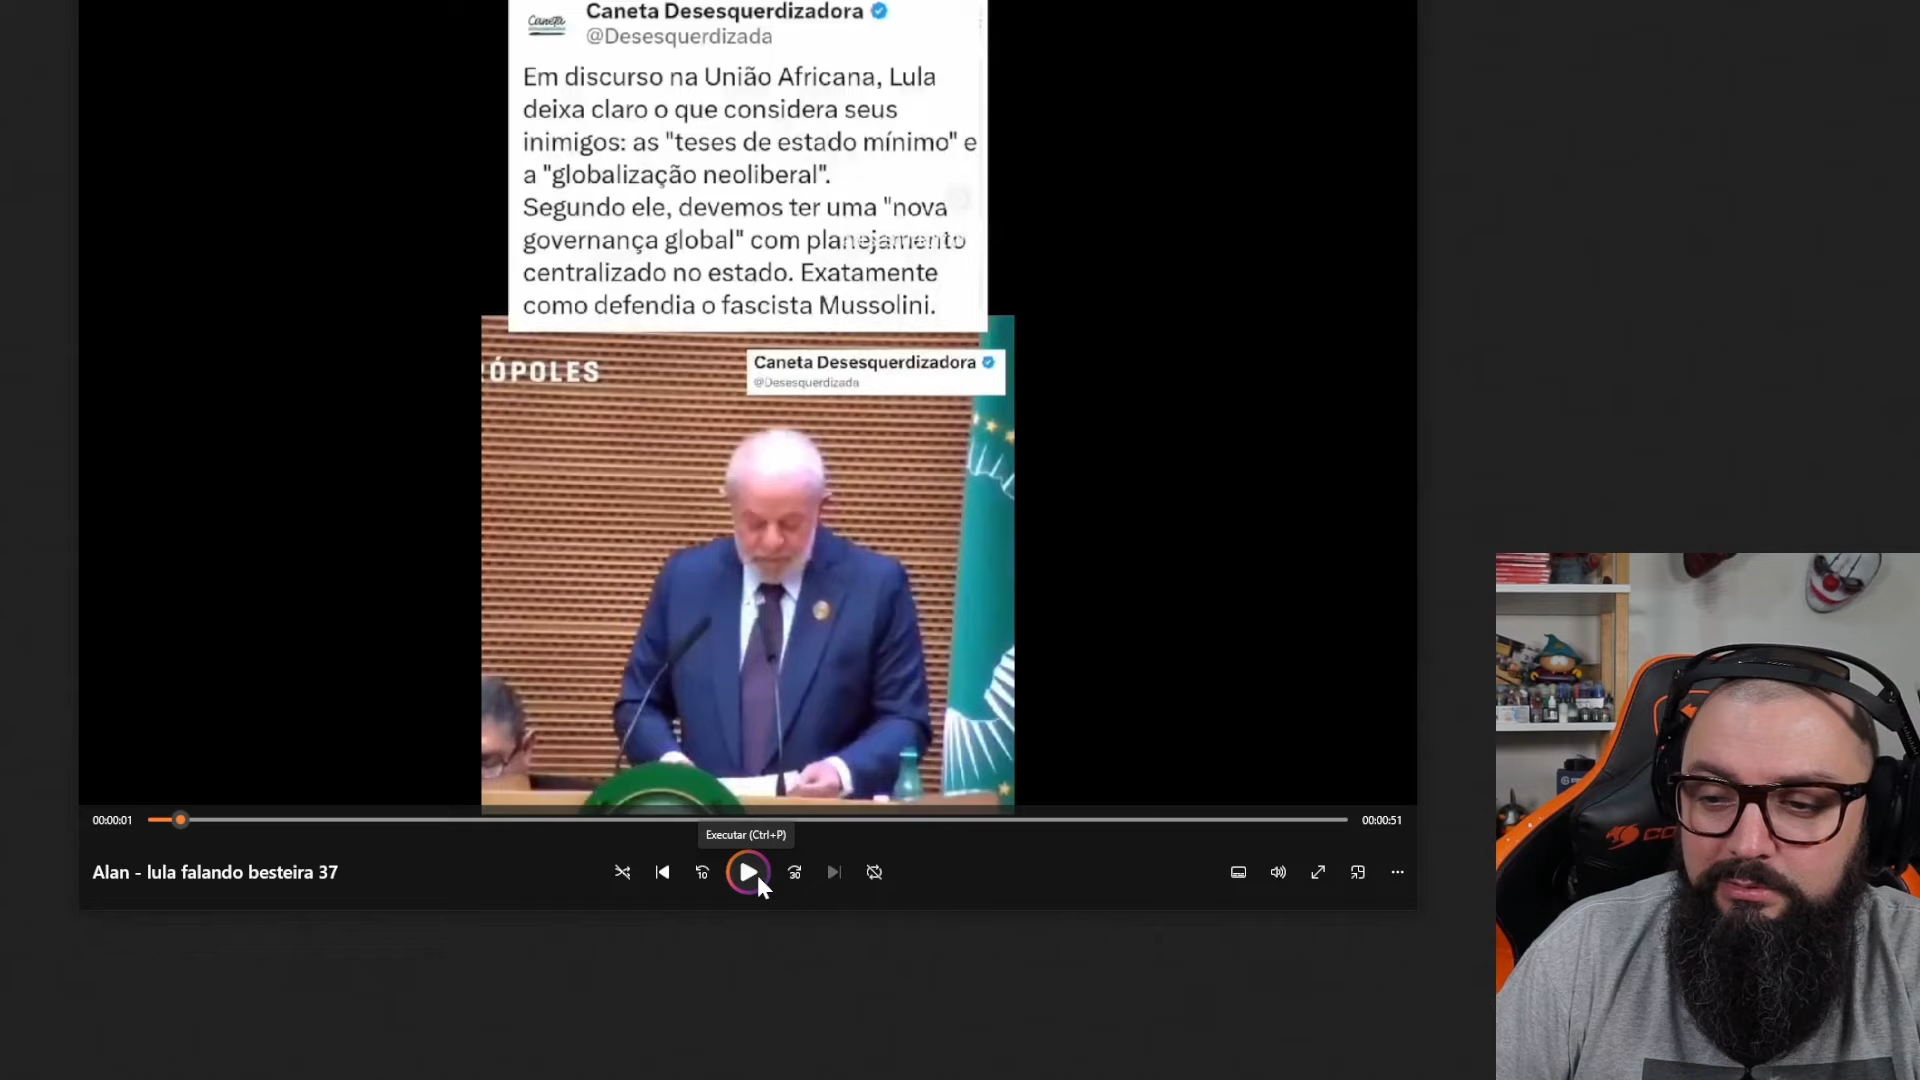 Caneta
Caneta Desesquerdizadora
@Desesquerdizada
Em discurso na União Africana, Lula
deixa claro o que considera seus
inimigos: as "teses de estado mínimo" e
a "globalização neoliberal".
Segundo ele, devemos ter uma "nova
governança global" com planejamento
centralizado no estado. Exatamente
como defendia o fascista Mussolini.
ÓPOLES
Caneta Desesquerdizadora
@Desesquerdizada
00:00:01
00:00:51
Executar (Ctrl+P)
Alan - lula falando besteira 37
10
30